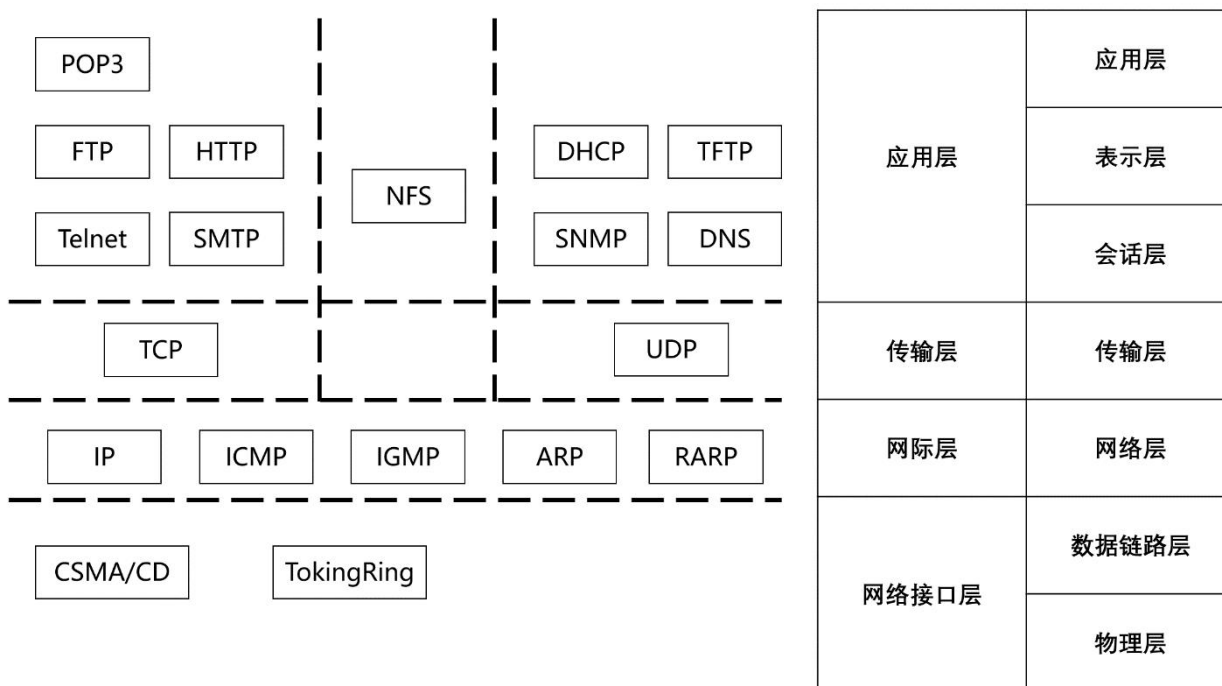 POP3
FTP HTTP
Telnet SMTP
NFS
DHCP TFTP
SNMP DNS
TCP
UDP
IP ICMP IGMP ARP RARP
CSMA/CD TokingRing
应用层
应用层
表示层
会话层
传输层 传输层
网际层 网络层
网络接口层
数据链路层
物理层